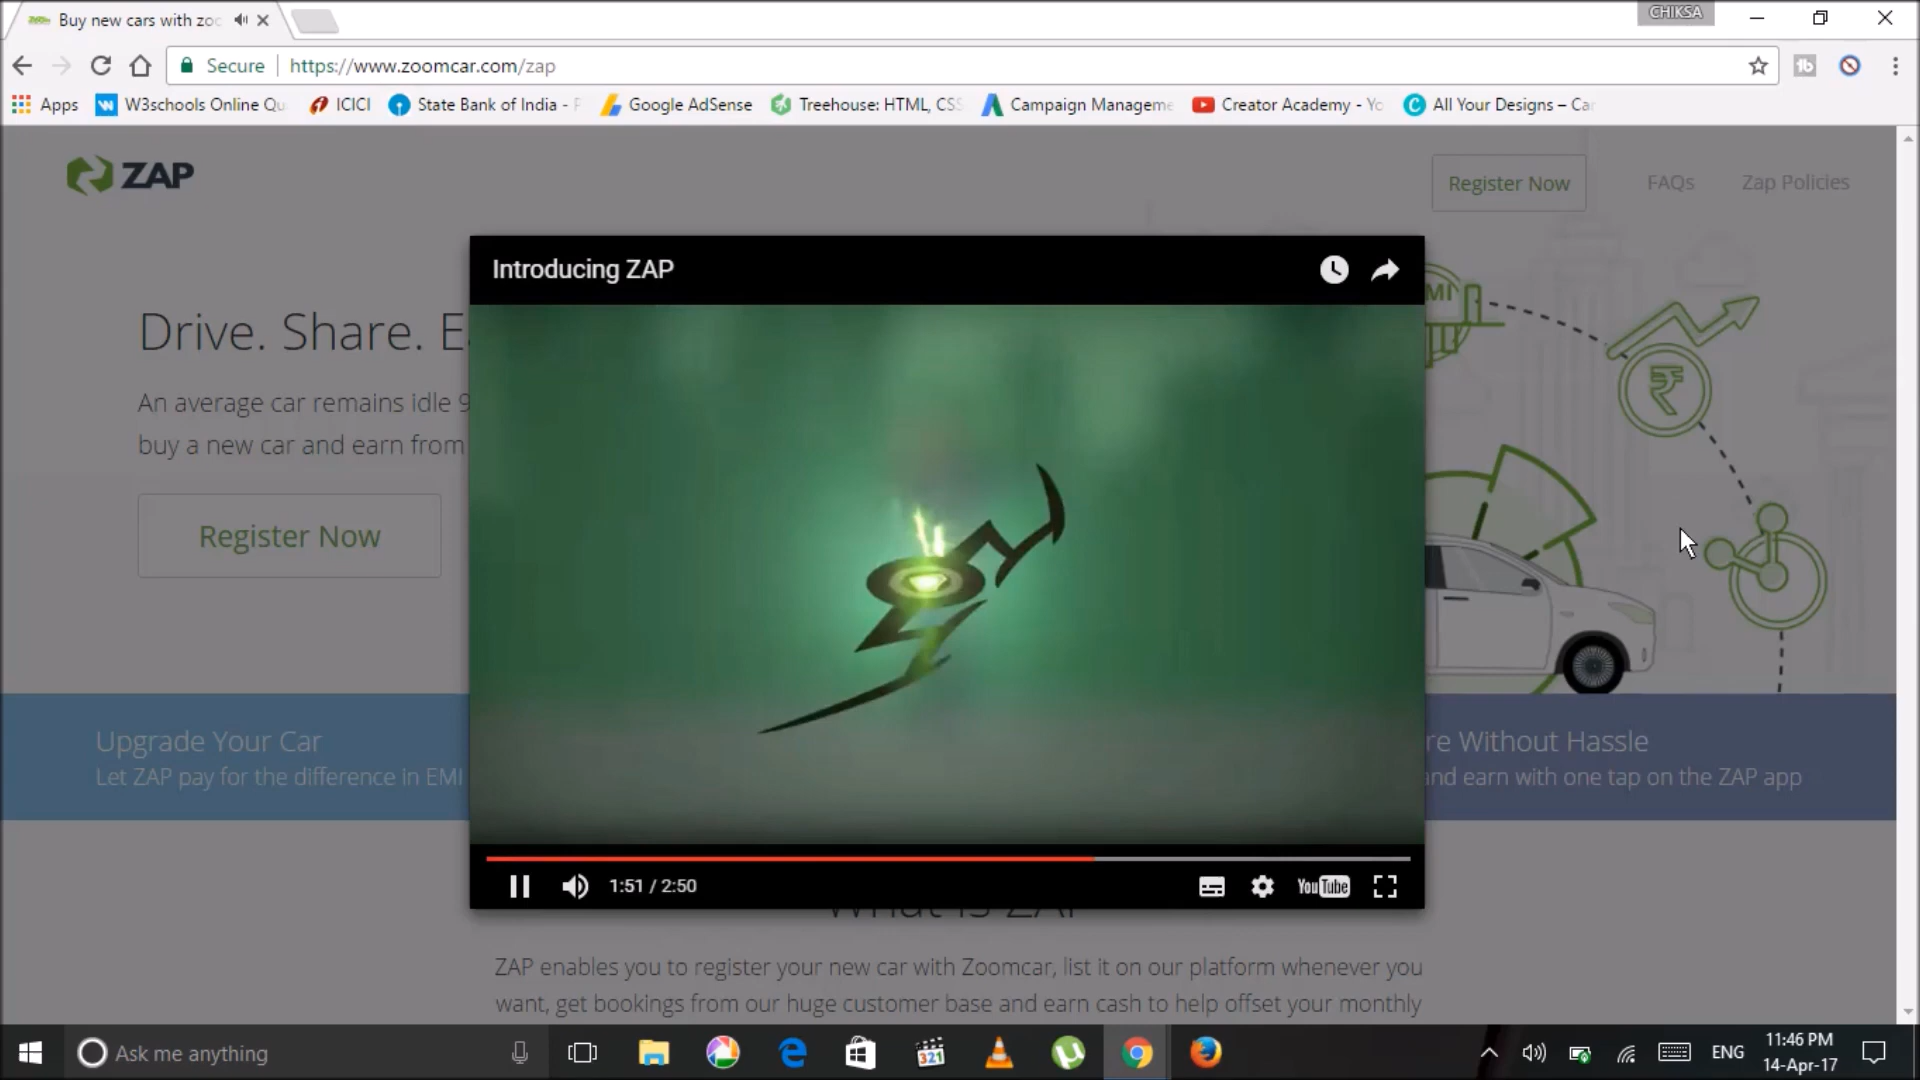 Buy new cars with zoo
CHIKSA
Secure
https://www.zoomcar.com/zap
Apps
W3schools Online Qu
ICICI
State Bank of India -
Google AdSense
Treehouse: HTML, CSS
Campaign Manageme
Creator Academy - Yo
All Your Designs – Ca
ZAP
Register Now
FAQs
Zap Policies
Introducing ZAP
Drive. Share. E
An average car remains idle 9
buy a new car and earn from
Register Now
Upgrade Your Car
Let ZAP pay for the difference in EMI
re Without Hassle
and earn with one tap on the ZAP app
1:51 / 2:50
YouTube
What is ZAP
ZAP enables you to register your new car with Zoomcar, list it on our platform whenever you
want, get bookings from our huge customer base and earn cash to help offset your monthly
Ask me anything
321
ENG
11:46 PM
14-Apr-17